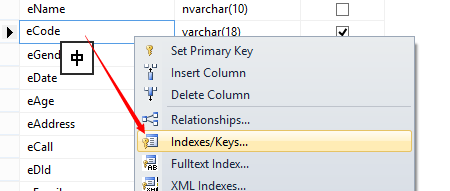 eName nvarchar(10)
eCode varchar(18)
eGend
中
eDate
eAge
eAddress
eCall
eDId
Set Primary Key
Insert Column
Delete Column
Relationships...
Indexes/Keys...
Fulltext Index...
XML Indexes...